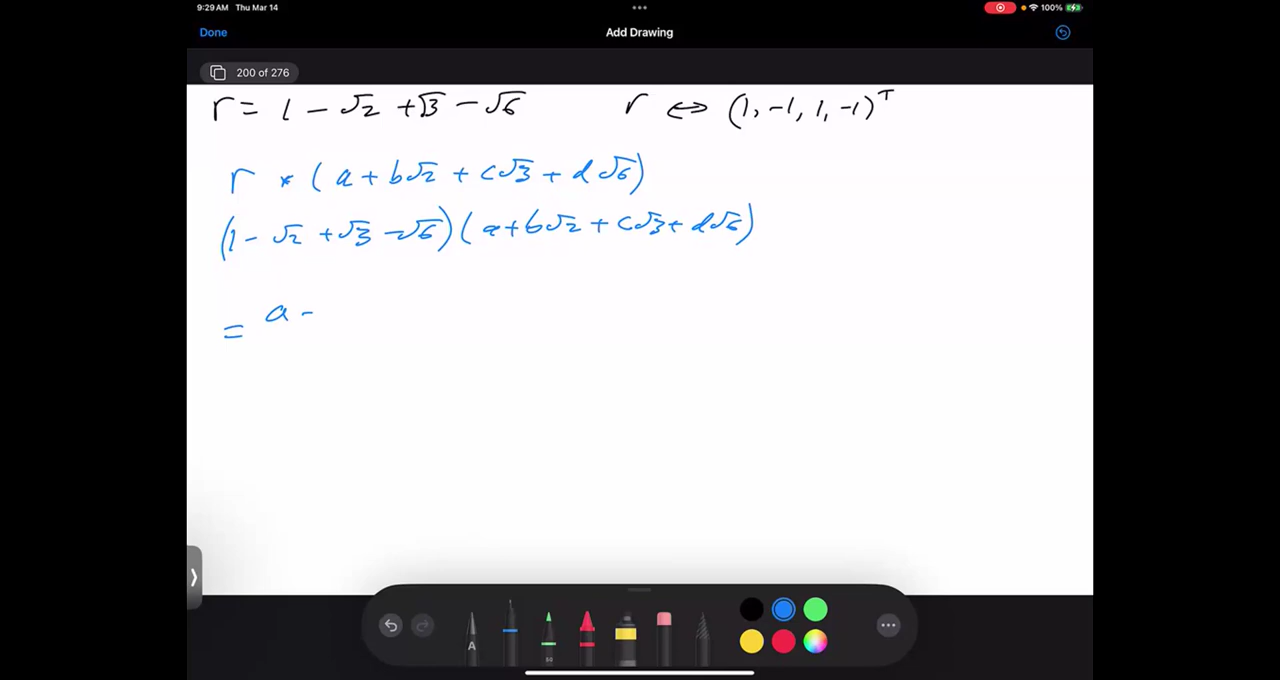 9:29 AM Thu Mar 14
100%
Done
Add Drawing
200 of 276
r = 1 - √2 + √3 - √6 r ↔ (1, -1, 1, -1)ᵀ
r * (a + b√2 + c√3 + d√6)
(1 - √2 + √3 - √6)(a + b√2 + c√3 + d√6)
= a -
A
50